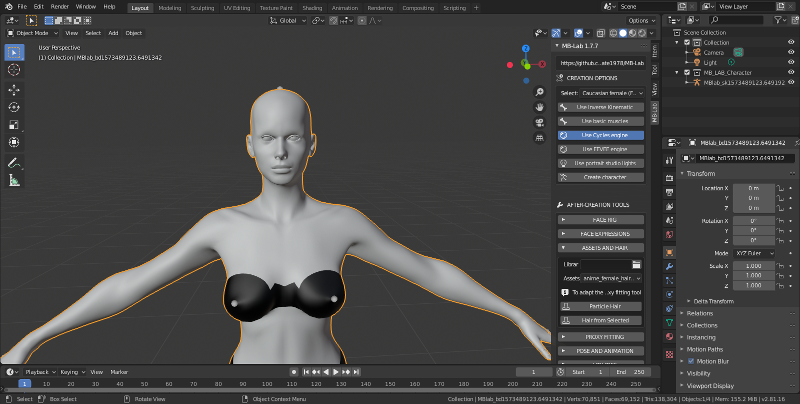 File Edit Render Window Help
Layout Modeling Sculpting UV Editing Texture Paint Shading Animation Rendering Compositing Scripting
Scene View Layer
Global Options
Object Mode View Select Add Object
User Perspective
(1) Collection | MBlab_bd1573489123.6491342
MB-Lab 1.7.7
https://github.c...ate1978/MB-Lab
CREATION OPTIONS
Select: Caucasian female (F...
Use Inverse Kinematic
Use basic muscles
Use Cycles engine
Use EEVEE engine
Use portrait studio lights
Create character
AFTER-CREATION TOOLS
FACE RIG
FACE EXPRESSIONS
ASSETS AND HAIR
Librar
Assets anime_female_hair...
To adapt the ..xy fitting tool
Particle Hair
Hair from Selected
PROXY FITTING
POSE AND ANIMATION
Item
Tool
View
MB-Lab
Scene Collection
Collection
Camera
Light
MB_LAB_Character
MBlab_sk1573489123.649192
MBlab_bd1573489123.6491342
MBlab_bd1573489123.6491342
Transform
Location X 0 m
Y 0 m
Z 0 m
Rotation X 0°
Y 0°
Z 0°
Mode XYZ Euler
Scale X 1.000
Y 1.000
Z 1.000
Delta Transform
Relations
Collections
Instancing
Motion Paths
Motion Blur
Visibility
Viewport Display
Playback Keying View Marker 1 Start 1 End 250
1 10 20 30 40 50 60 70 80 90 100 110 120 130 140 150 160 170 180 190 200 210 220 230 240 250
Select Box Select Rotate View Object Context Menu
Collection | MBlab_bd1573489123.6491342 | Verts:70,851 | Faces:69,152 | Tris:138,304 | Objects:1/4 | Mem: 155.2 MiB | v2.81.16